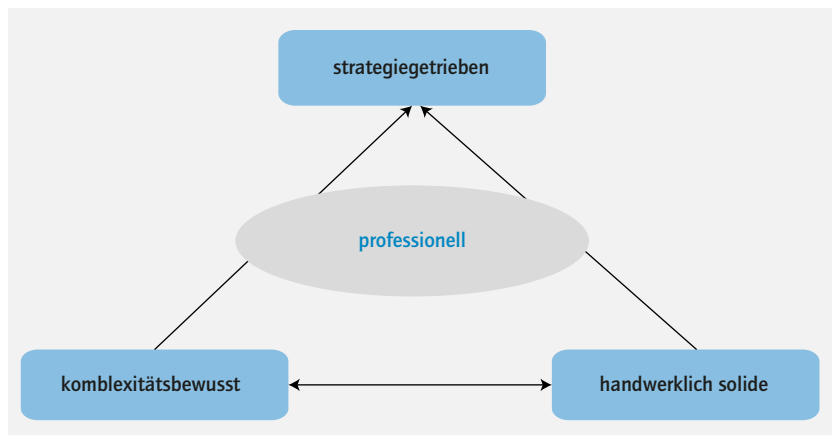 strategiegetrieben
professionell
komblexitätsbewusst
handwerklich solide